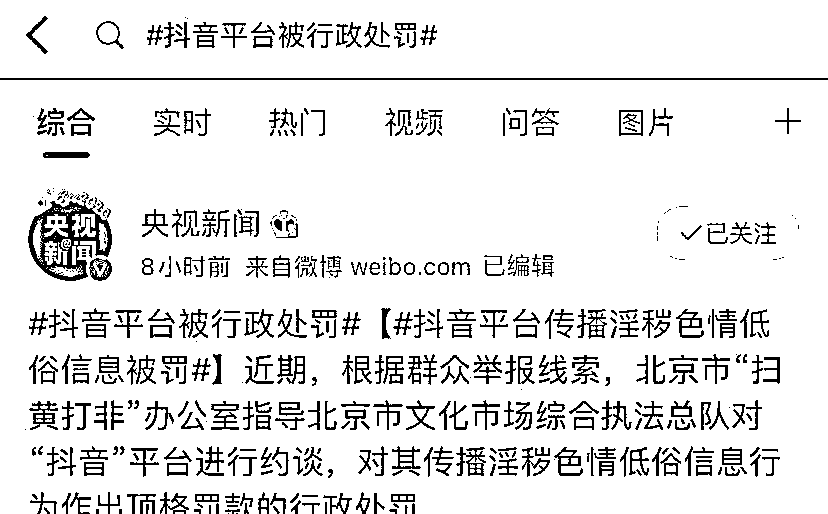 #抖音平台被行政处罚#
综合 实时 热门 视频 问答 图片
央视新闻
央视新闻
8小时前 来自微博 weibo.com 已编辑
已关注
#抖音平台被行政处罚#【#抖音平台传播淫秽色情低
俗信息被罚#】近期，根据群众举报线索，北京市“扫
黄打非”办公室指导北京市文化市场综合执法总队对
“抖音”平台进行约谈，对其传播淫秽色情低俗信息行
为作出顶格罚款的行政处罚